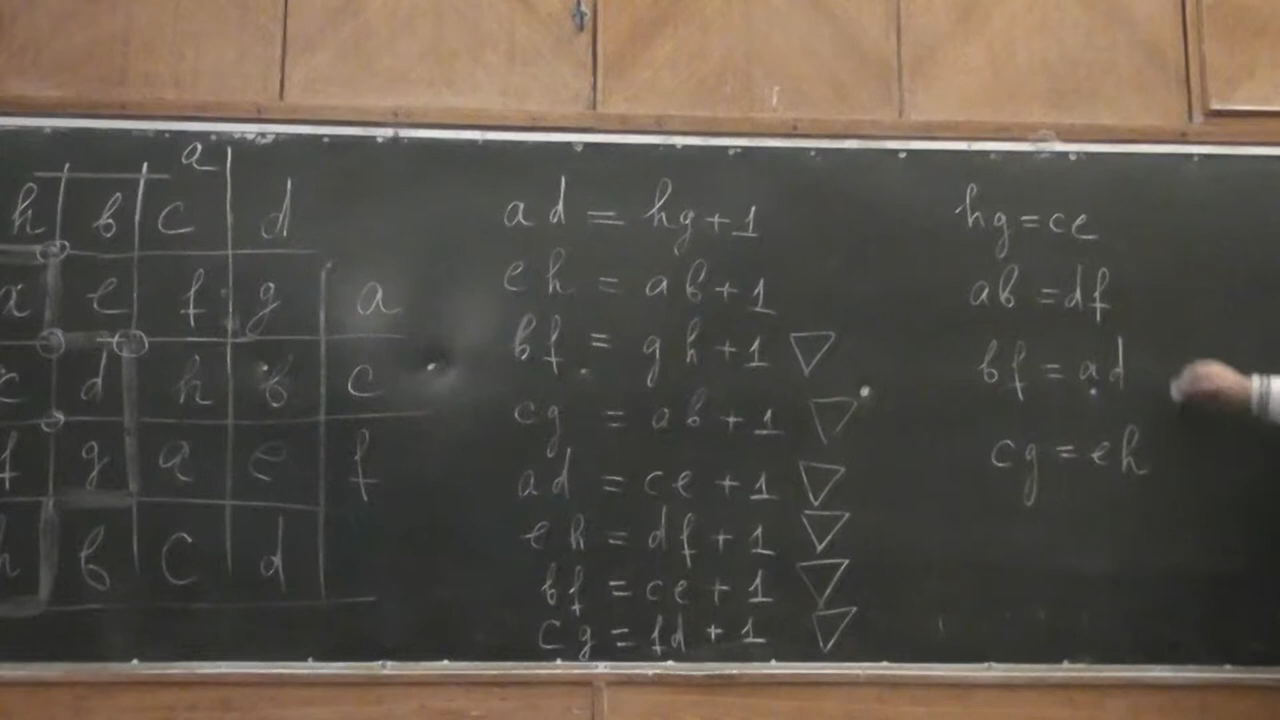 a
h b c d
x e f g a
c d h b c
f g a e f
h b c d
ad = hg+1
eh = ab+1
bf = gh+1 ▽
cg = ab+1 ▽
ad = ce+1 ▽
eh = df+1 ▽
bf = ce+1 ▽
cg = fd+1 ▽
hg=ce
ab=df
bf=ad
cg=eh